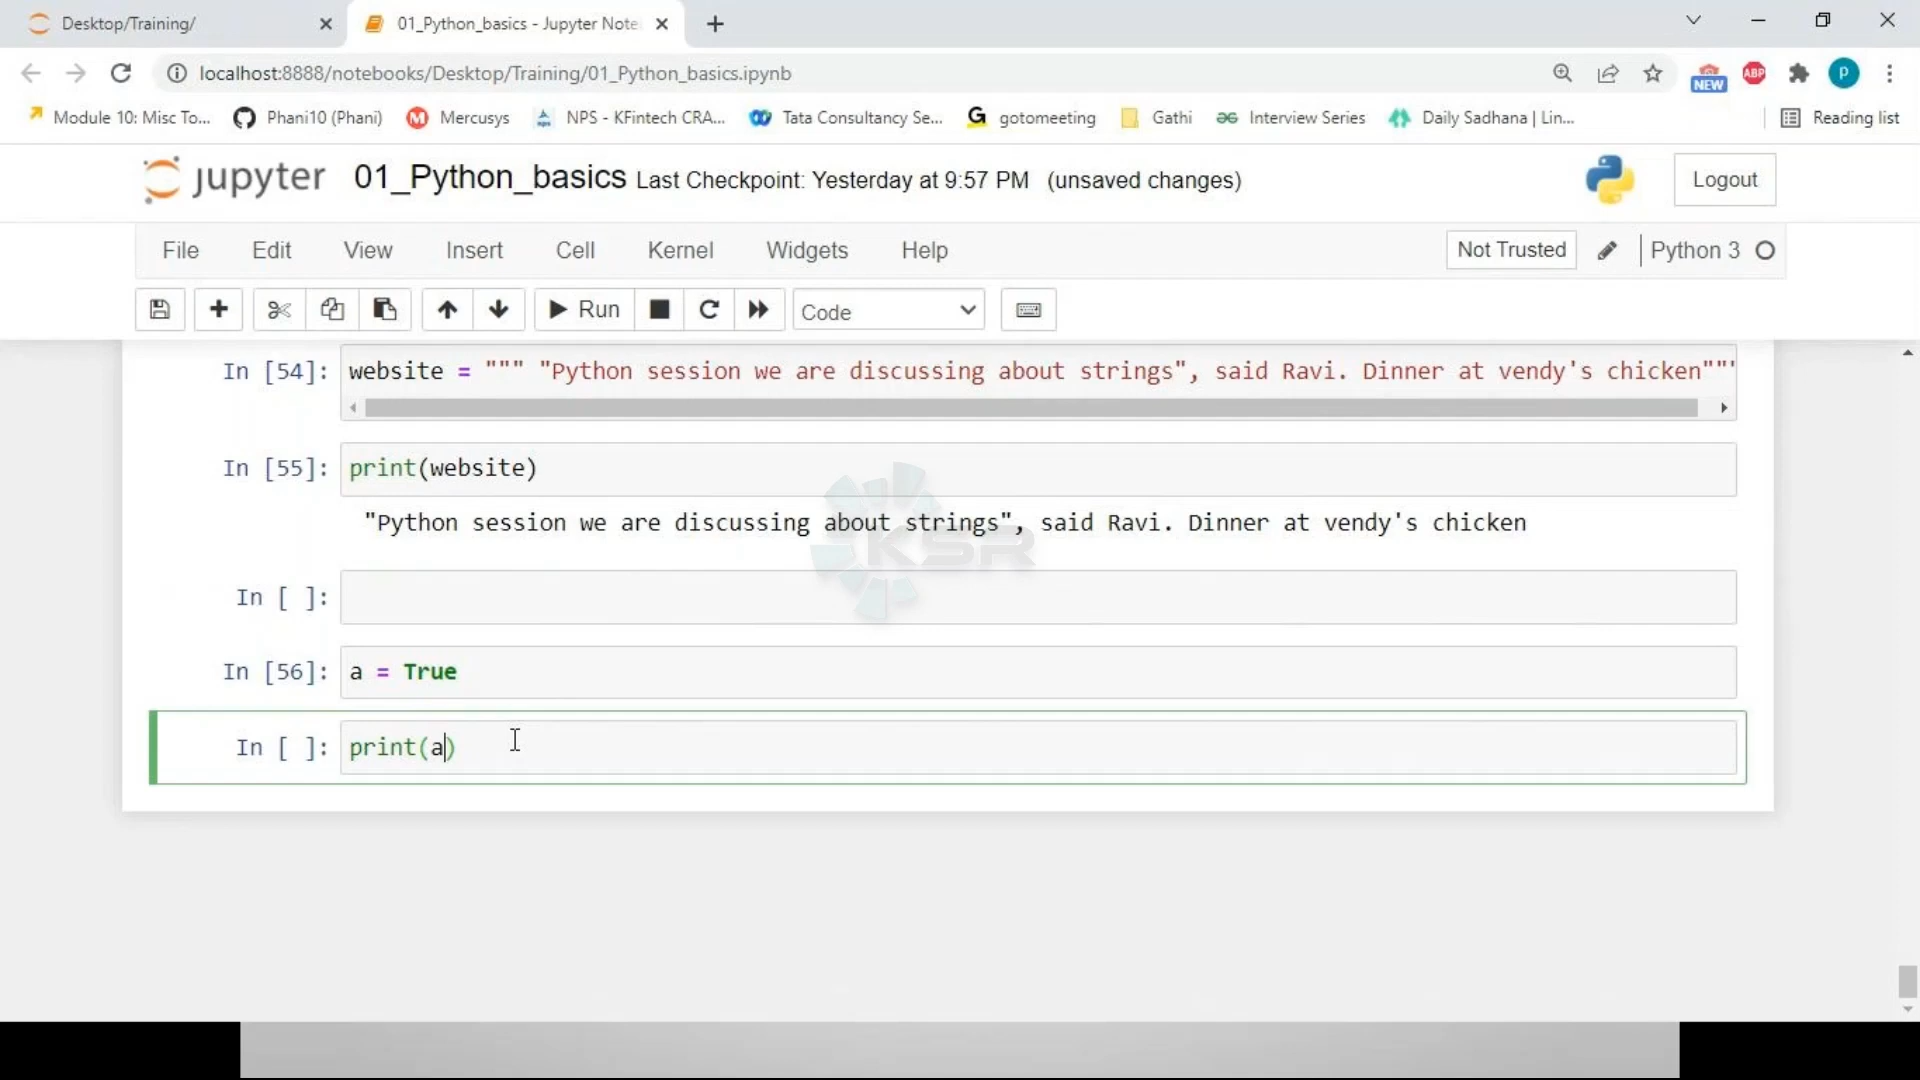 Desktop/Training/
01_Python_basics - Jupyter Note
localhost:8888/notebooks/Desktop/Training/01_Python_basics.ipynb
NEW
ABP
P
Module 10: Misc To...
Phani10 (Phani)
Mercusys
NPS - KFintech CRA...
Tata Consultancy Se...
gotomeeting
Gathi
Interview Series
Daily Sadhana | Lin...
Reading list
jupyter 01_Python_basics Last Checkpoint: Yesterday at 9:57 PM (unsaved changes)
Logout
File Edit View Insert Cell Kernel Widgets Help
Not Trusted
Python 3
Run
Code
In [54]: website = """ "Python session we are discussing about strings", said Ravi. Dinner at vendy's chicken"""
In [55]: print(website)
"Python session we are discussing about strings", said Ravi. Dinner at vendy's chicken
KSR
In [ ]:
In [56]: a = True
In [ ]: print(a)